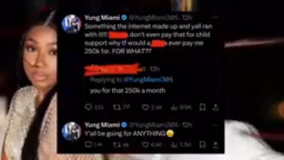 Yung Miami @YungMiami305 · 12h
Something the internet made up and yall ran
with it!! don't even pay that for child
support why tf would a ever pay me
250k for. FOR WHAT??
· 12h
Replying to @YungMiami305
you for that 250k a month
Yung Miami @YungMiami305 · 12h
Y'all be going for ANYTHING😛